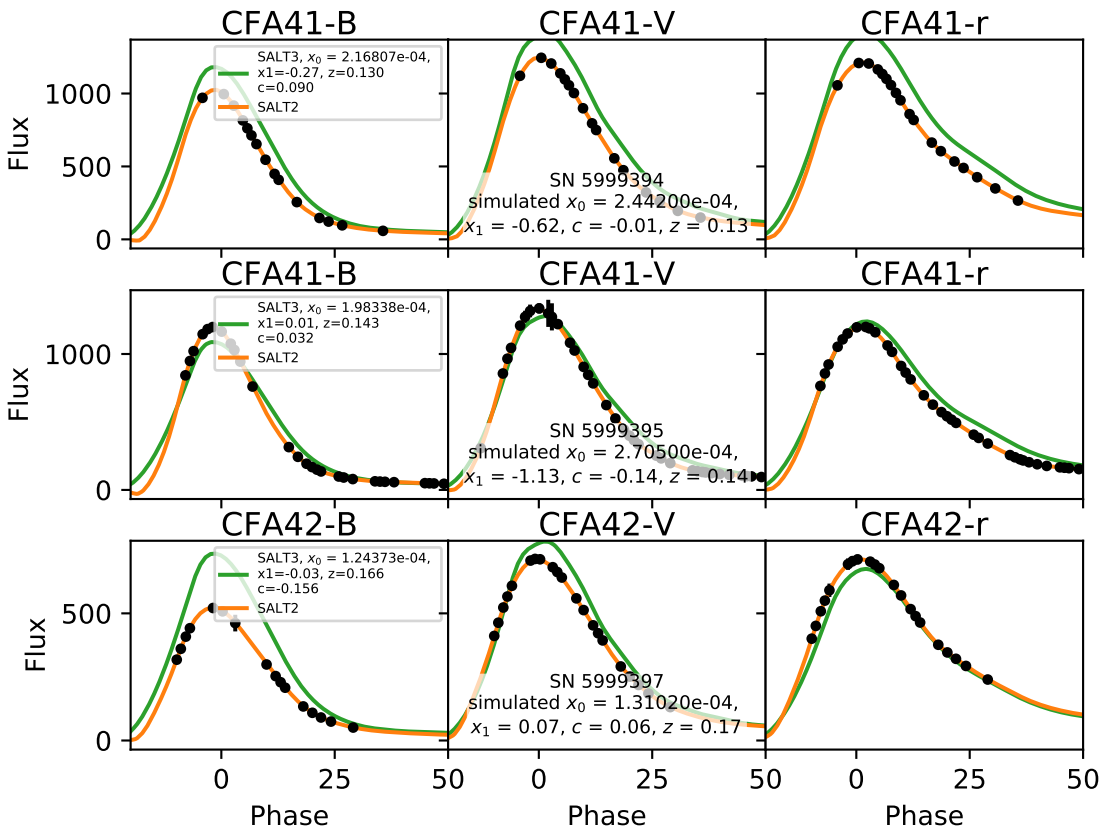 CFA41-B CFA41-V CFA41-r
Flux
1000
500
0
SALT3, x₀ = 2.16807e-04,
x1=-0.27, z=0.130
c=0.090
SALT2
SN 5999394
simulated x₀ = 2.44200e-04,
x₁ = -0.62, c = -0.01, z = 0.13
CFA41-B CFA41-V CFA41-r
Flux
1000
0
SALT3, x₀ = 1.98338e-04,
x1=0.01, z=0.143
c=0.032
SALT2
SN 5999395
simulated x₀ = 2.70500e-04,
x₁ = -1.13, c = -0.14, z = 0.14
CFA42-B CFA42-V CFA42-r
Flux
500
0
SALT3, x₀ = 1.24373e-04,
x1=-0.03, z=0.166
c=-0.156
SALT2
SN 5999397
simulated x₀ = 1.31020e-04,
x₁ = 0.07, c = 0.06, z = 0.17
0 25 50 0 25 50 0 25 50
Phase Phase Phase